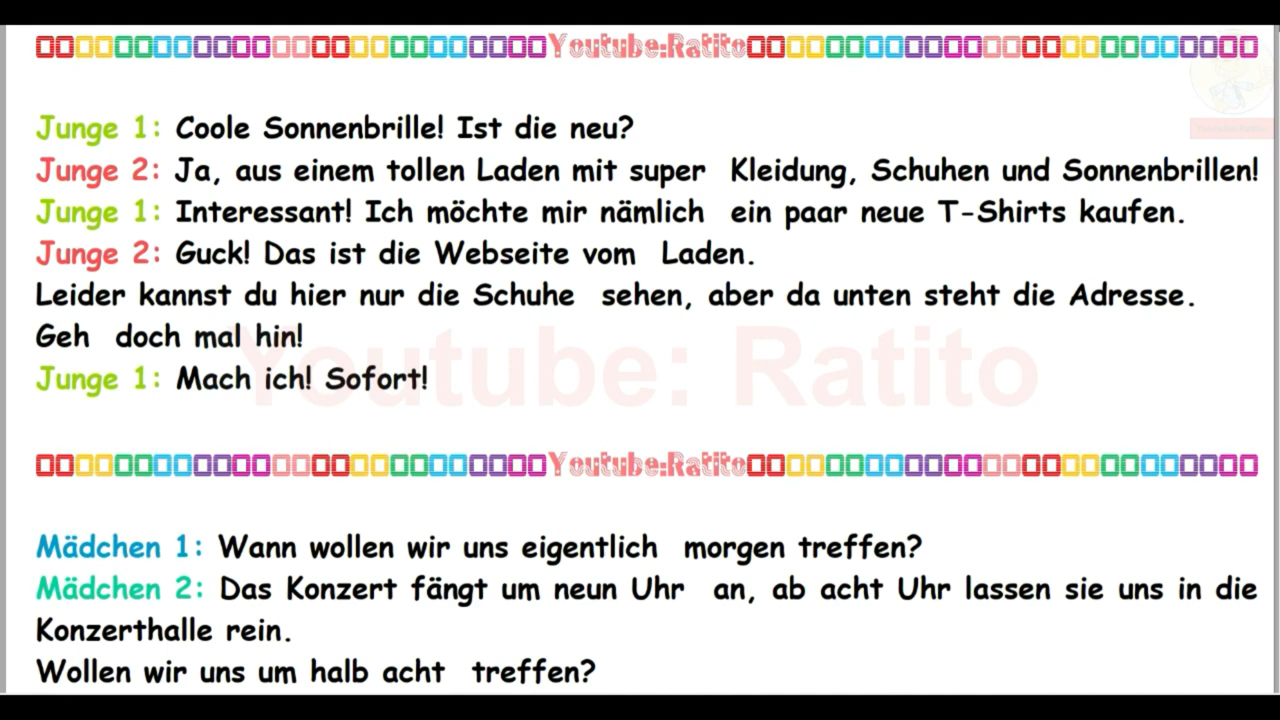 Youtube:Ratito
Junge 1: Coole Sonnenbrille! Ist die neu?
Junge 2: Ja, aus einem tollen Laden mit super Kleidung, Schuhen und Sonnenbrillen!
Junge 1: Interessant! Ich möchte mir nämlich ein paar neue T-Shirts kaufen.
Junge 2: Guck! Das ist die Webseite vom Laden.
Leider kannst du hier nur die Schuhe sehen, aber da unten steht die Adresse.
Geh doch mal hin!
Youtube: Ratito
Junge 1: Mach ich! Sofort!
Youtube:Ratito
Mädchen 1: Wann wollen wir uns eigentlich morgen treffen?
Mädchen 2: Das Konzert fängt um neun Uhr an, ab acht Uhr lassen sie uns in die
Konzerthalle rein.
Wollen wir uns um halb acht treffen?